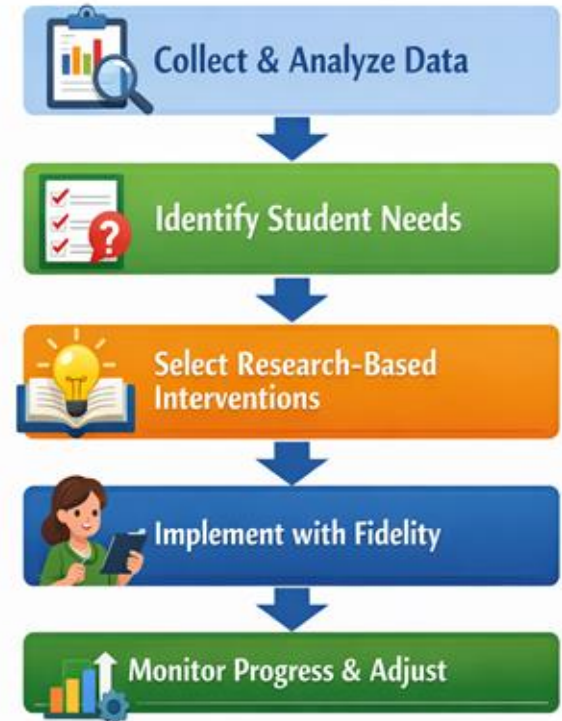 Collect & Analyze Data
Identify Student Needs
?
Select Research-Based
Interventions
Implement with Fidelity
Monitor Progress & Adjust